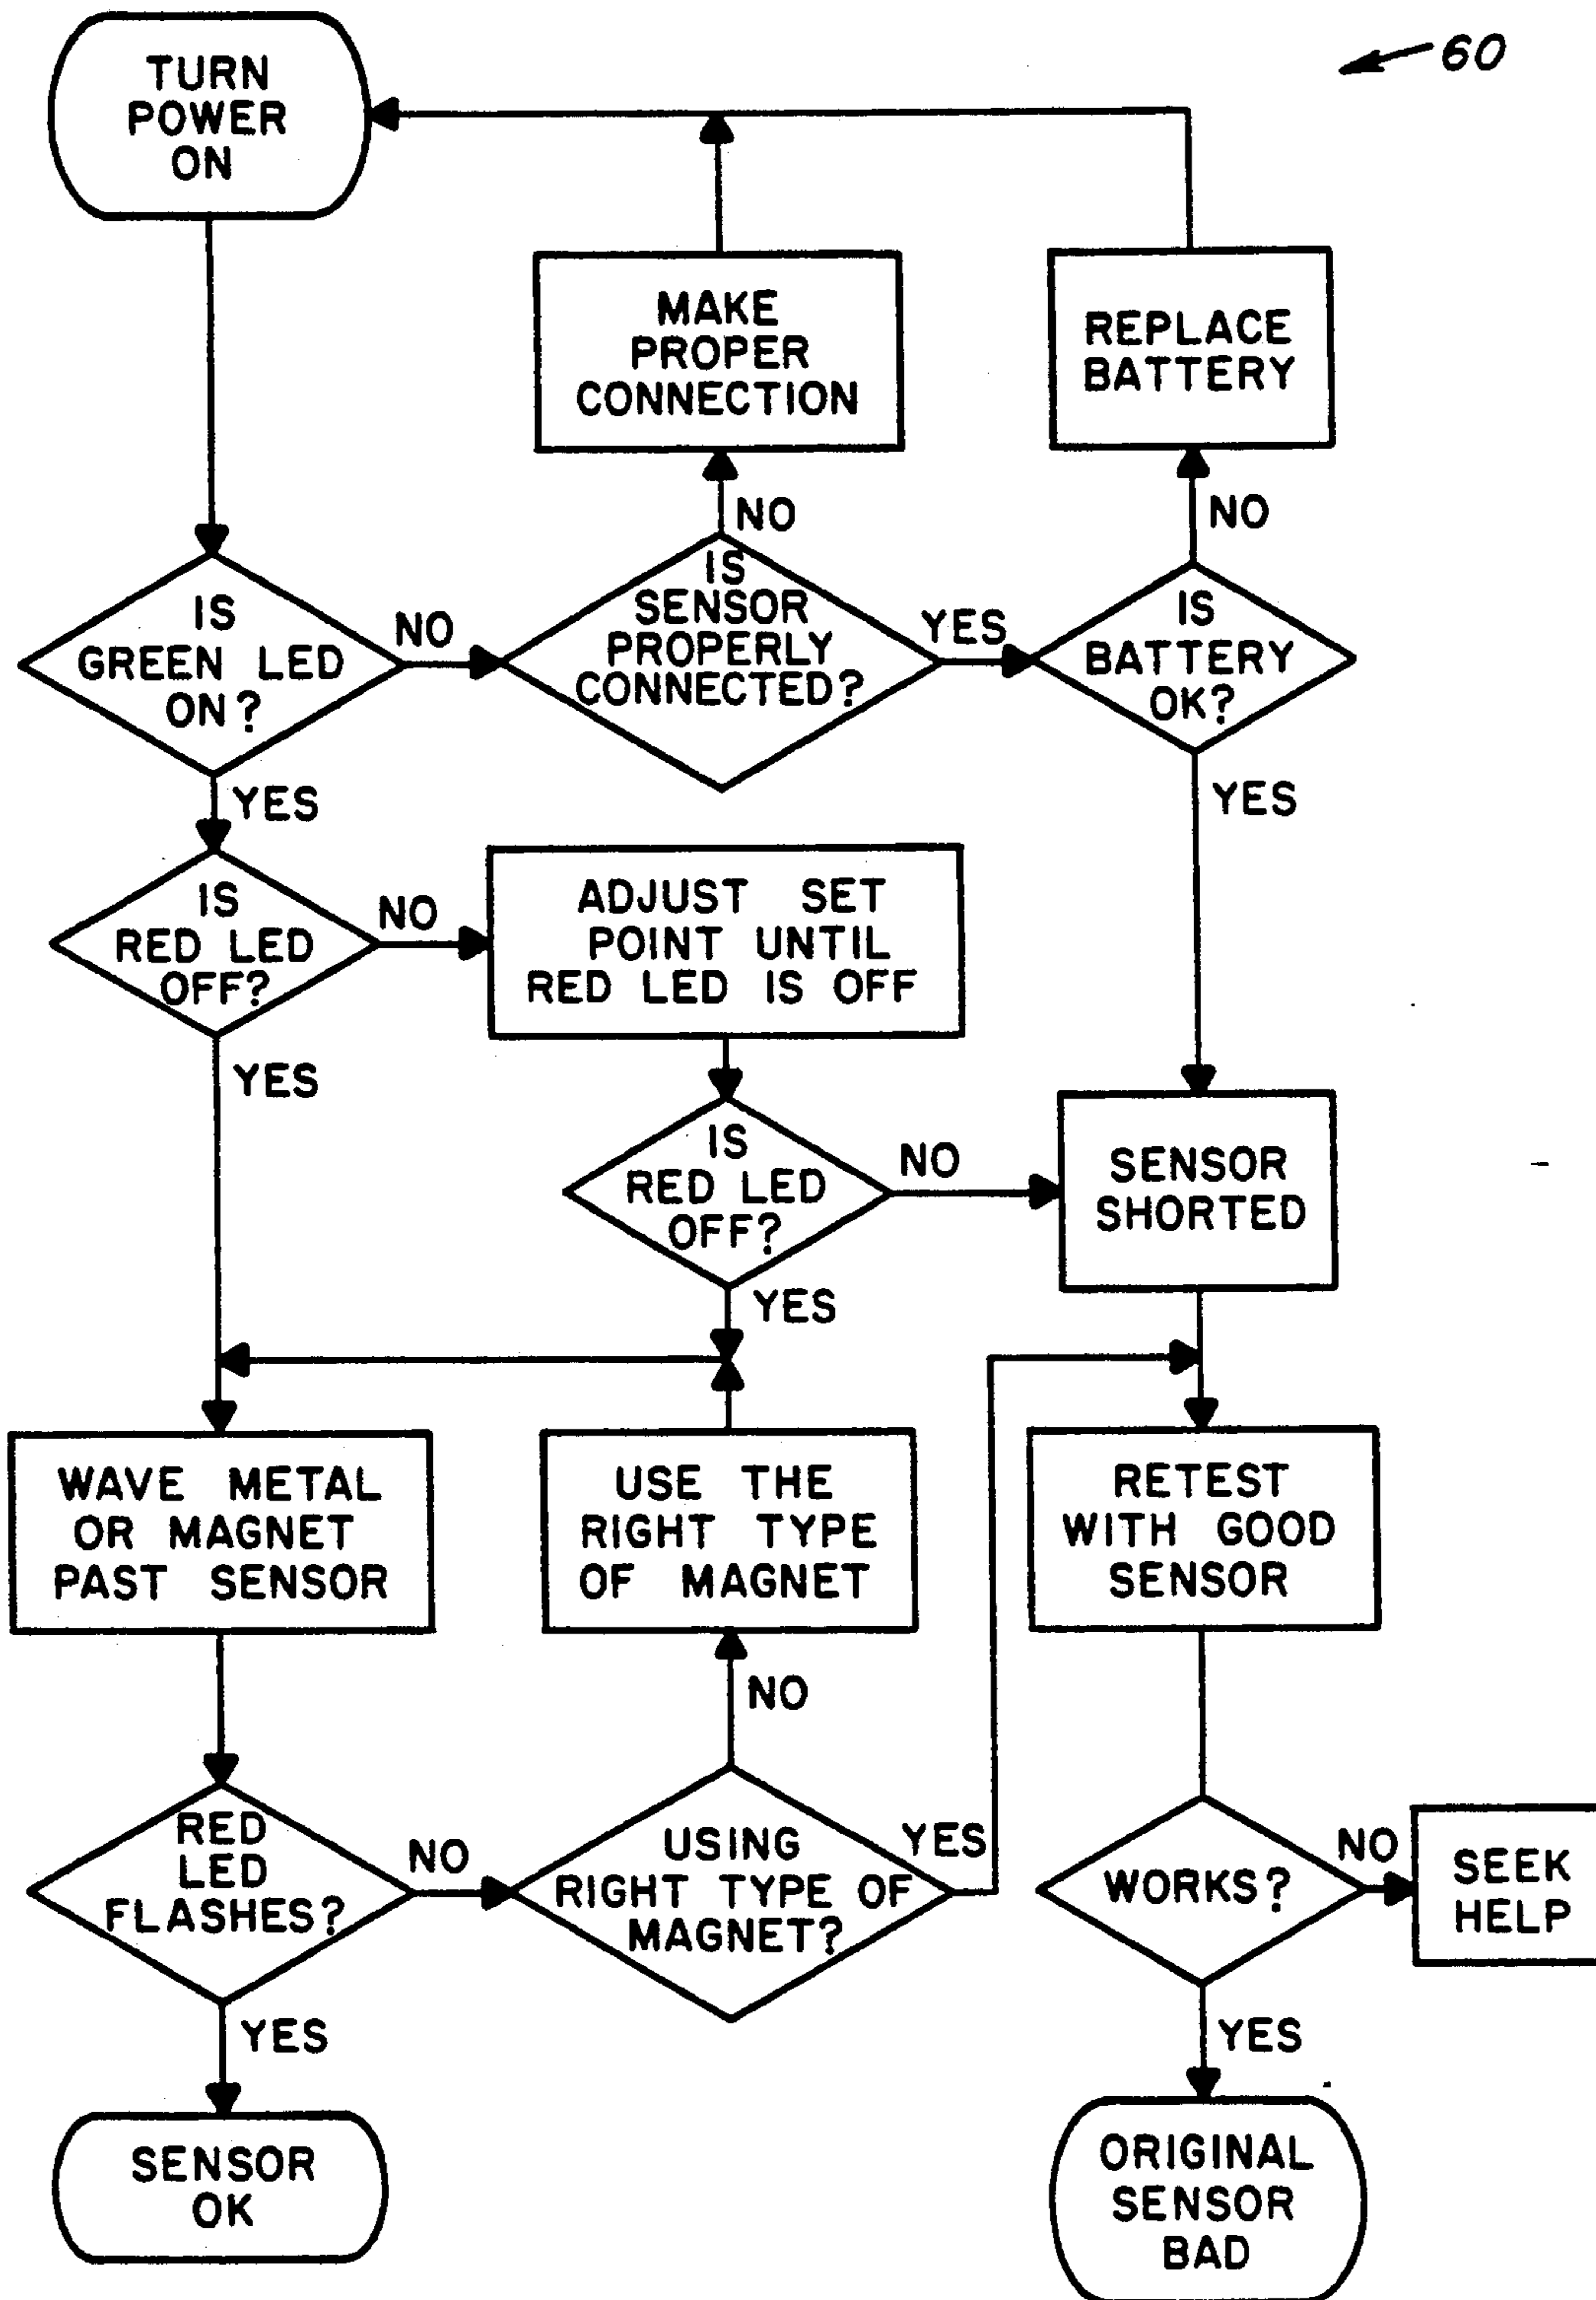 60
TURN
POWER
ON
MAKE
PROPER
CONNECTION
REPLACE
BATTERY
NO
NO
IS
GREEN LED
ON?
NO
IS
SENSOR
PROPERLY
CONNECTED?
YES
IS
BATTERY
OK?
YES
YES
IS
RED LED
OFF?
NO
ADJUST SET
POINT UNTIL
RED LED IS OFF
YES
IS
RED LED
OFF?
NO
SENSOR
SHORTED
YES
WAVE METAL
OR MAGNET
PAST SENSOR
USE THE
RIGHT TYPE
OF MAGNET
RETEST
WITH GOOD
SENSOR
NO
RED
LED
FLASHES?
NO
USING
RIGHT TYPE OF
MAGNET?
YES
WORKS?
NO
SEEK
HELP
YES
YES
SENSOR
OK
ORIGINAL
SENSOR
BAD